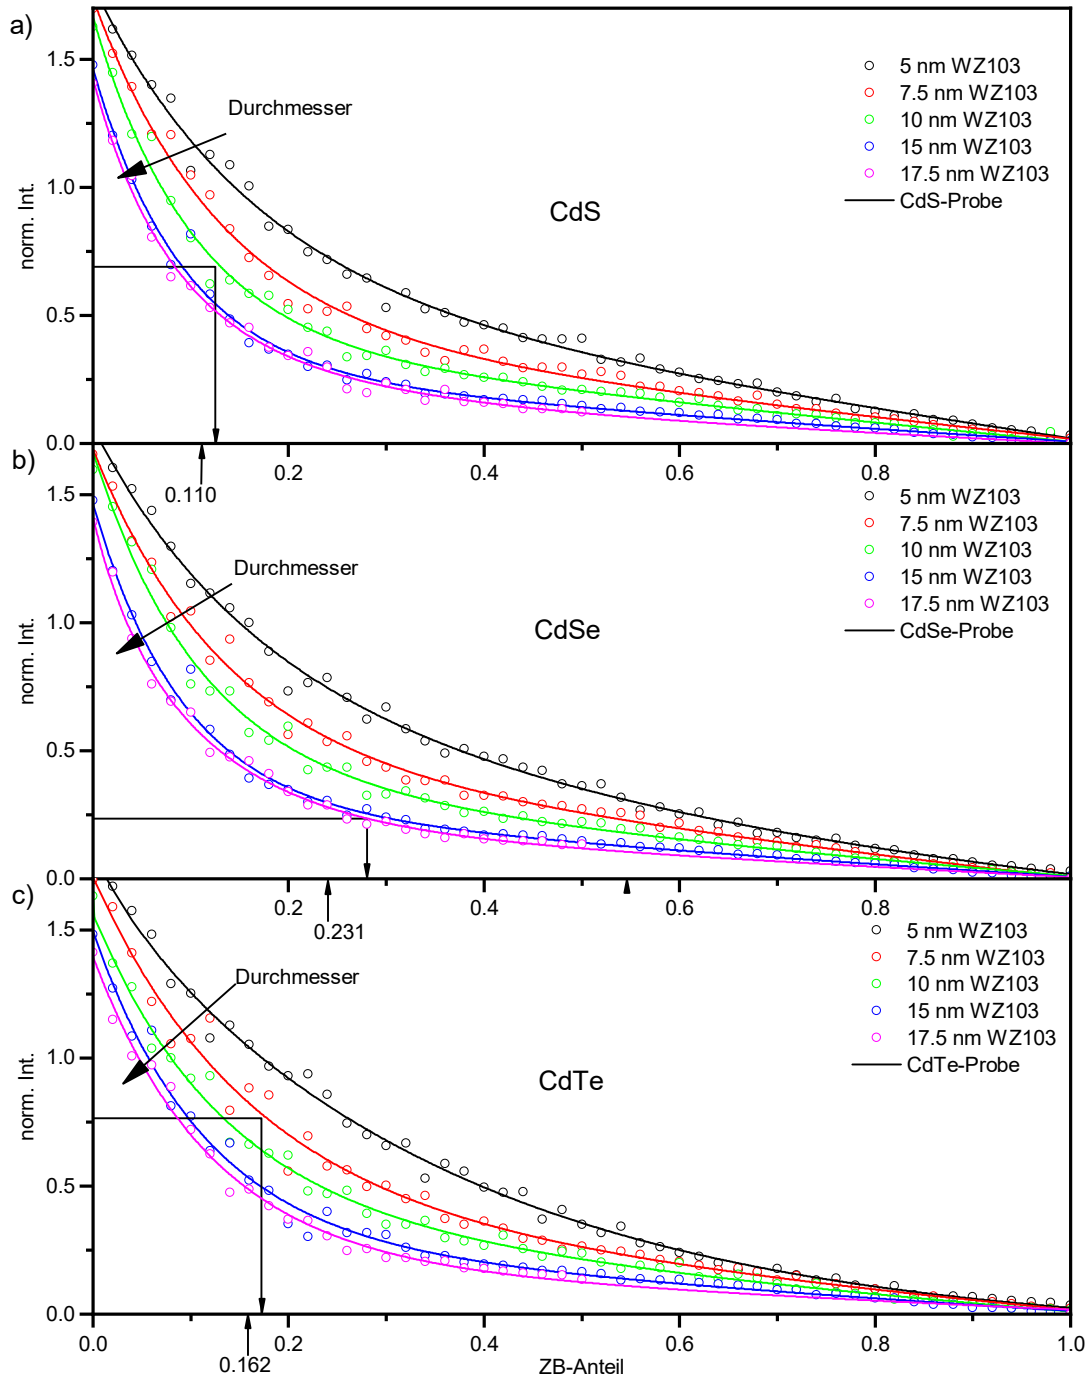 a)
norm. Int.
1.5
1.0
0.5
0.0
Durchmesser
CdS
5 nm WZ103
7.5 nm WZ103
10 nm WZ103
15 nm WZ103
17.5 nm WZ103
CdS-Probe
0.2
0.4
0.6
0.8
1.0
0.110
b)
norm. Int.
1.5
1.0
0.5
0.0
Durchmesser
CdSe
5 nm WZ103
7.5 nm WZ103
10 nm WZ103
15 nm WZ103
17.5 nm WZ103
CdSe-Probe
0.2
0.4
0.6
0.8
1.0
0.231
c)
norm. Int.
1.5
1.0
0.5
0.0
Durchmesser
CdTe
5 nm WZ103
7.5 nm WZ103
10 nm WZ103
15 nm WZ103
17.5 nm WZ103
CdTe-Probe
0.0
0.2
0.4
0.6
0.8
1.0
0.162
ZB-Anteil